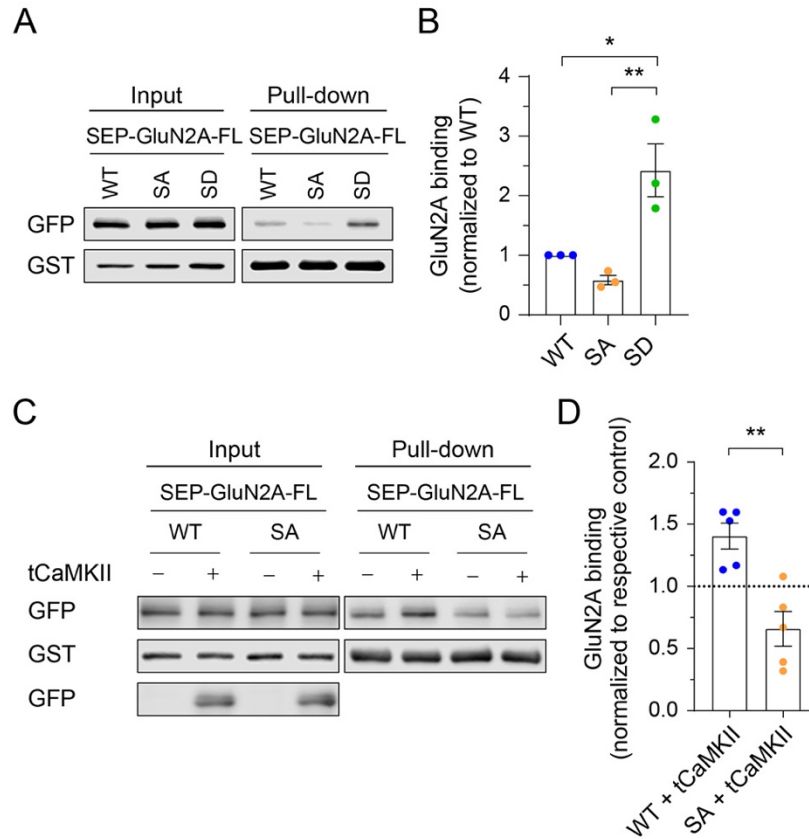 A
Input Pull-down
SEP-GluN2A-FL SEP-GluN2A-FL
WT SA SD WT SA SD
GFP
GST
B
* 
**
GluN2A binding
(normalized to WT)
4
3
2
1
0
WT SA SD
C
Input Pull-down
SEP-GluN2A-FL SEP-GluN2A-FL
WT SA WT SA
tCaMKII − + − + − + − +
GFP
GST
GFP
D
**
GluN2A binding
(normalized to respective control)
2.0
1.5
1.0
0.5
0.0
WT + tCaMKII SA + tCaMKII